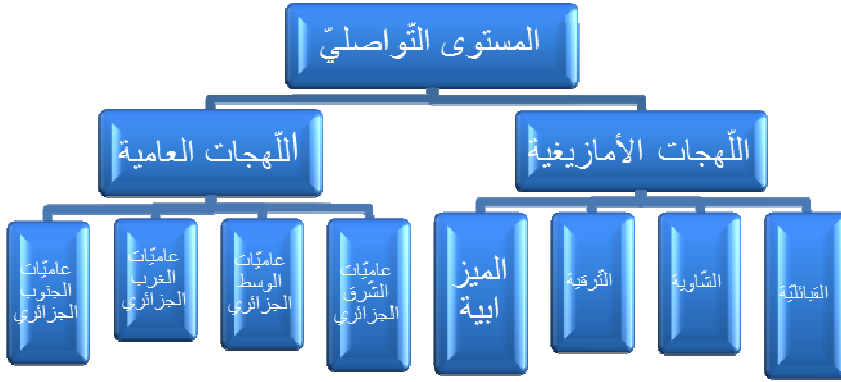 المستوى التّواصليّ
اللّهجات الأمازيغية
اللّهجات العامية
القبائليّة
الشّاوية
التّرقية
الميز
ابية
عاميّات
الشّرق
الجزائري
عاميّات
الوسط
الجزائري
عاميّات
الغرب
الجزائري
عاميّات
الجنوب
الجزائري